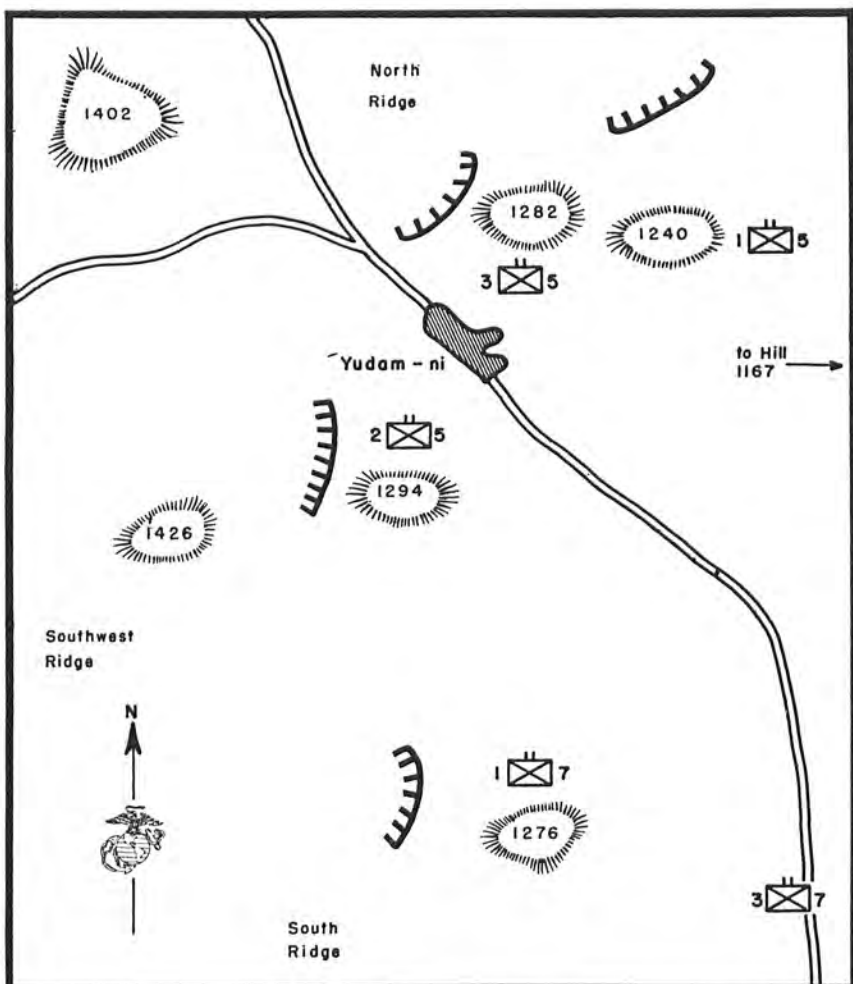 North
Ridge
1402
1282
1240
1 5
3 5
to Hill
1167
Yudam - ni
2 5
1294
1426
Southwest
Ridge
N
1 7
1276
3 7
South
Ridge